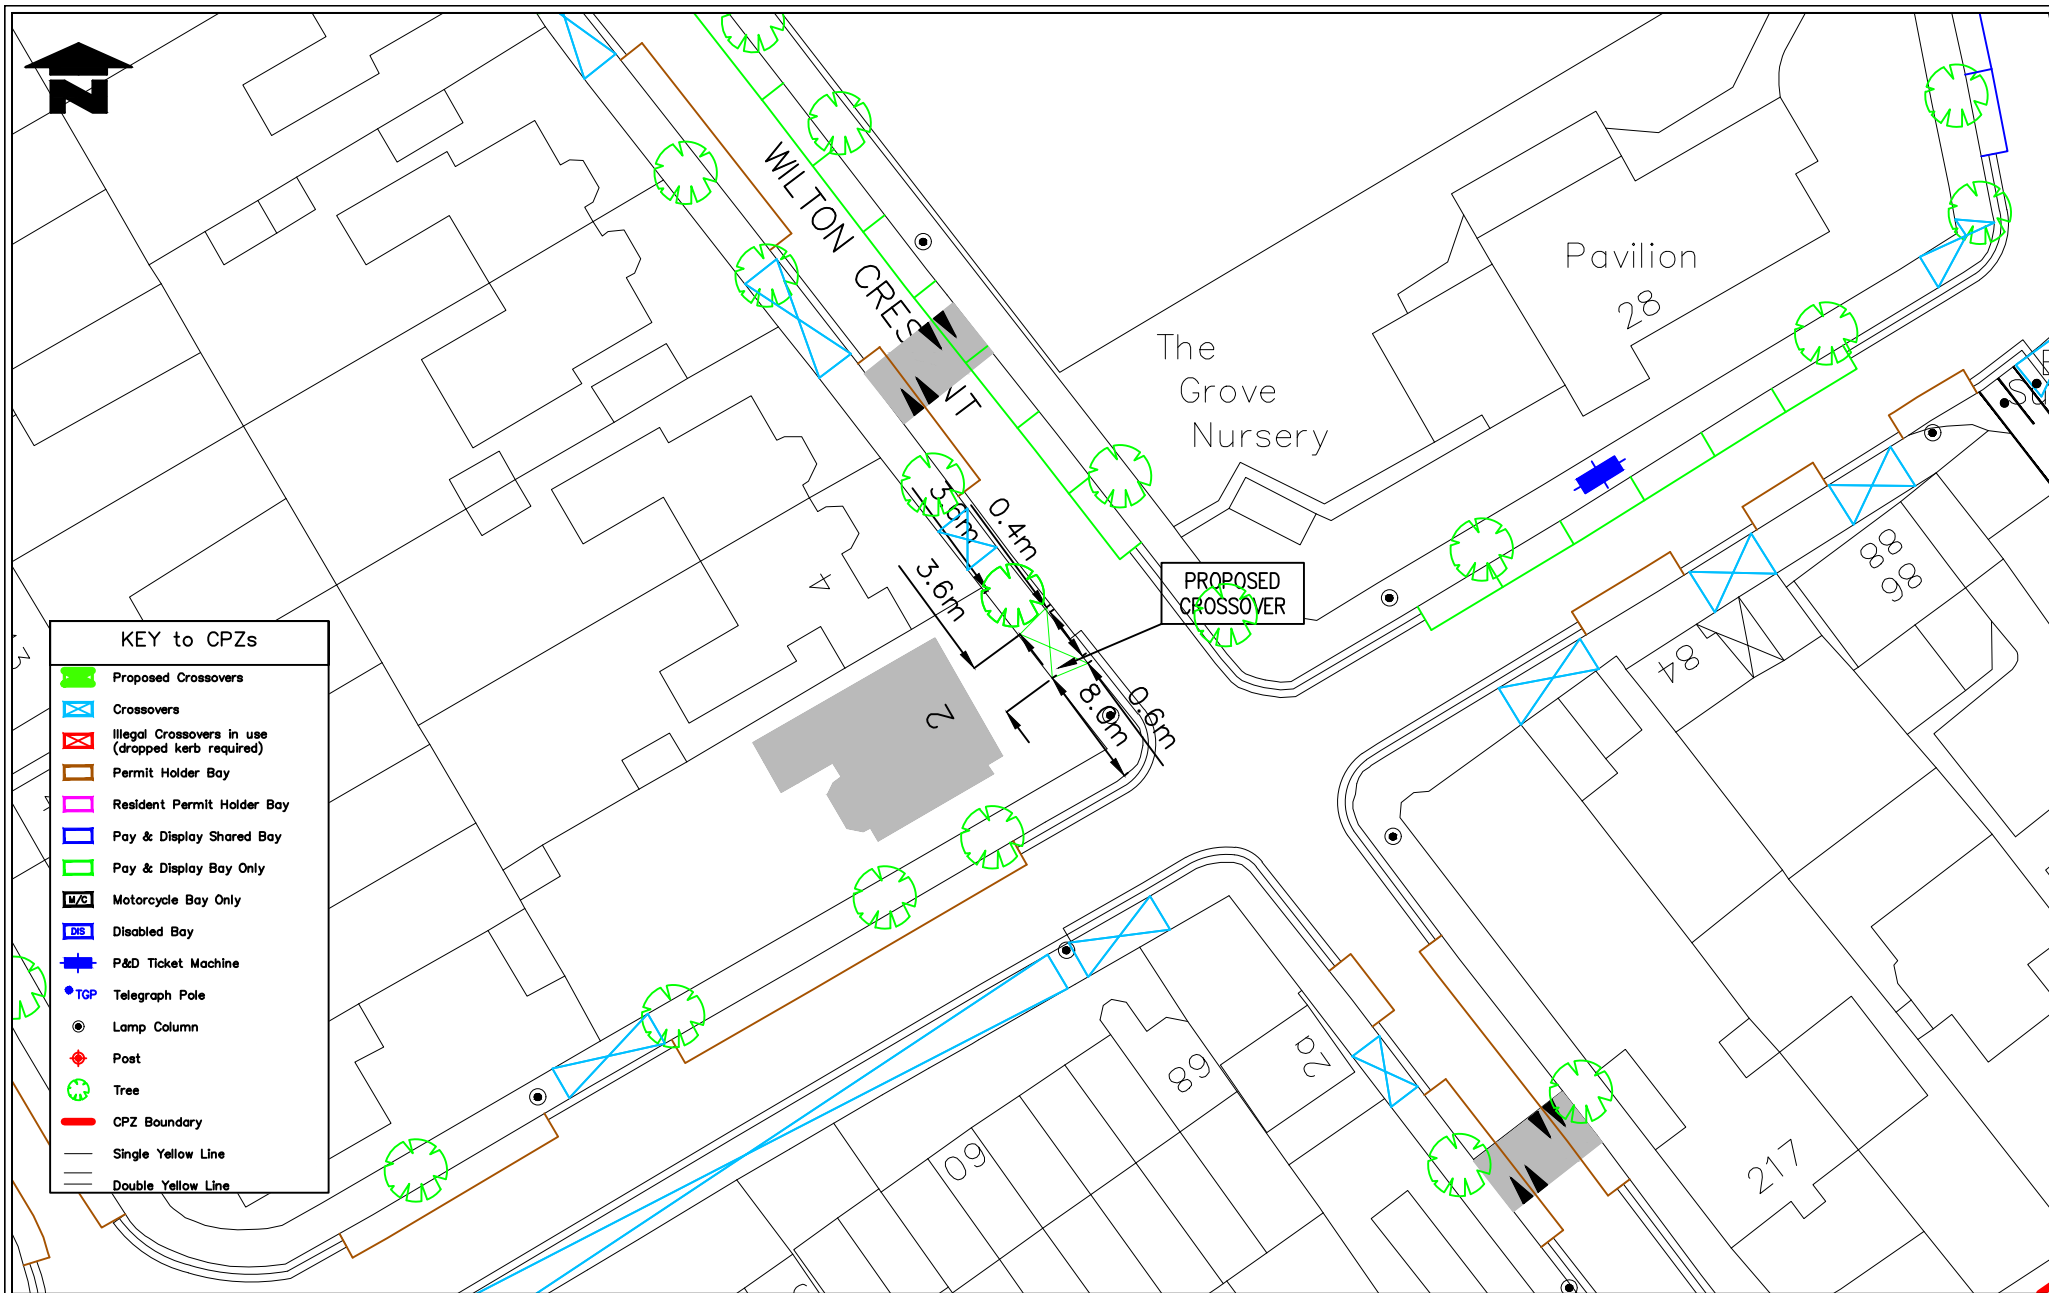 N
WILTON CRESCENT
Pavilion
28
The
Grove
Nursery
3.6m
0.4m
3.6m
PROPOSED
CROSSOVER
8.0m
0.6m
4
2
88
86
84
3
KEY to CPZs
Proposed Crossovers
Crossovers
Illegal Crossovers in use
(dropped kerb required)
Permit Holder Bay
Resident Permit Holder Bay
Pay & Display Shared Bay
Pay & Display Bay Only
M/C Motorcycle Bay Only
DIS Disabled Bay
P&D Ticket Machine
TGP Telegraph Pole
Lamp Column
Post
Tree
CPZ Boundary
Single Yellow Line
Double Yellow Line
68
2a
60
217